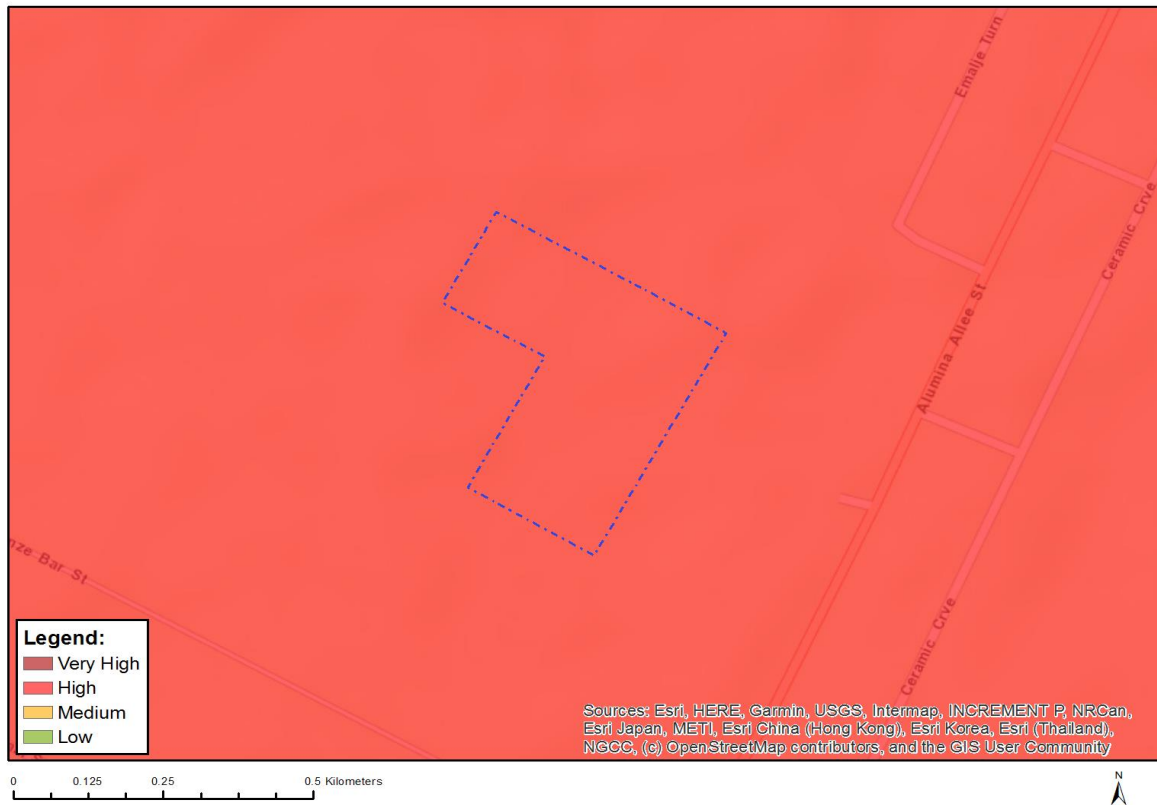 Emalje Turn
Ceramic Crve
Alumina Allee St
nze Bar St
Ceramic Crve
Legend:
Very High
High
Medium
Low
Sources: Esri, HERE, Garmin, USGS, Intermap, INCREMENT P, NRCan,
Esri Japan, METI, Esri China (Hong Kong), Esri Korea, Esri (Thailand),
NGCC, (c) OpenStreetMap contributors, and the GIS User Community
0 0.125 0.25 0.5 Kilometers
N